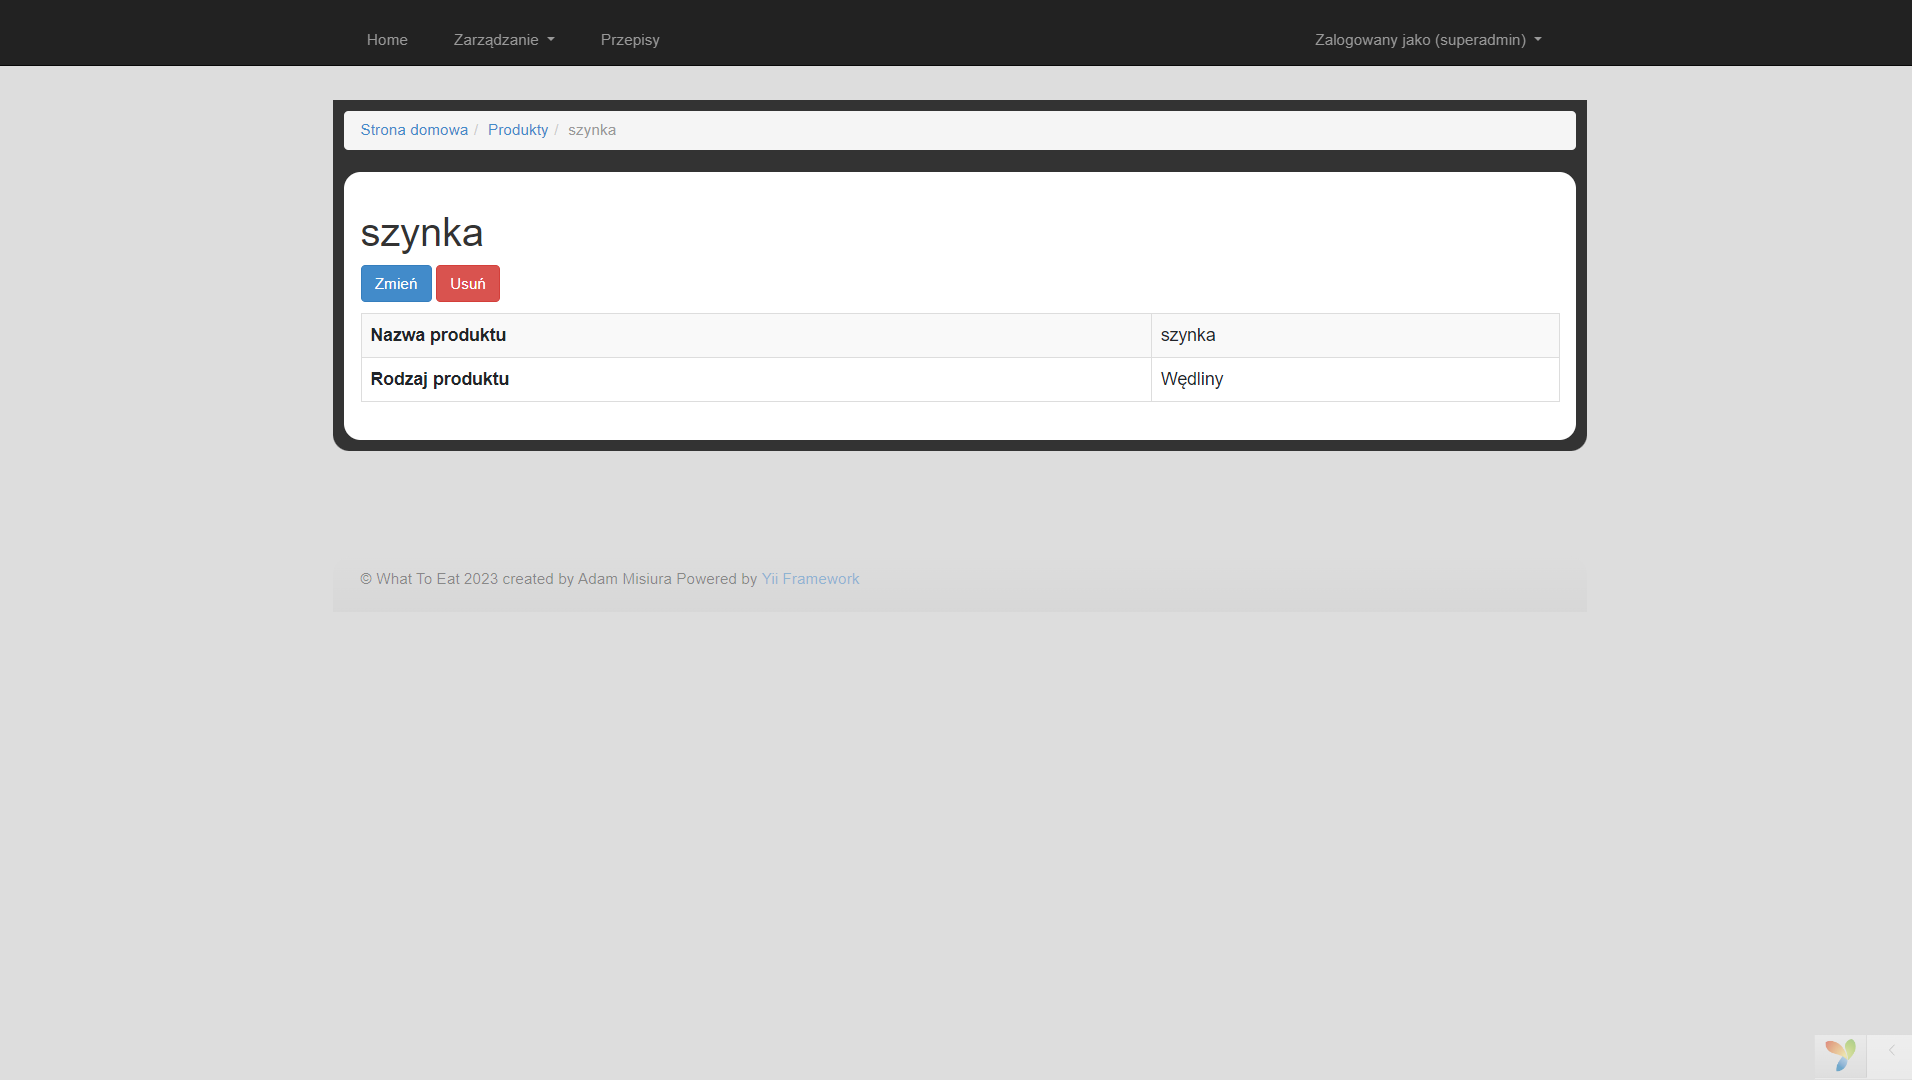 Home Zarządzanie Przepisy Zalogowany jako (superadmin)
Strona domowa / Produkty / szynka
szynka
Zmień Usuń
Nazwa produktu szynka
Rodzaj produktu Wędliny
© What To Eat 2023 created by Adam Misiura Powered by Yii Framework